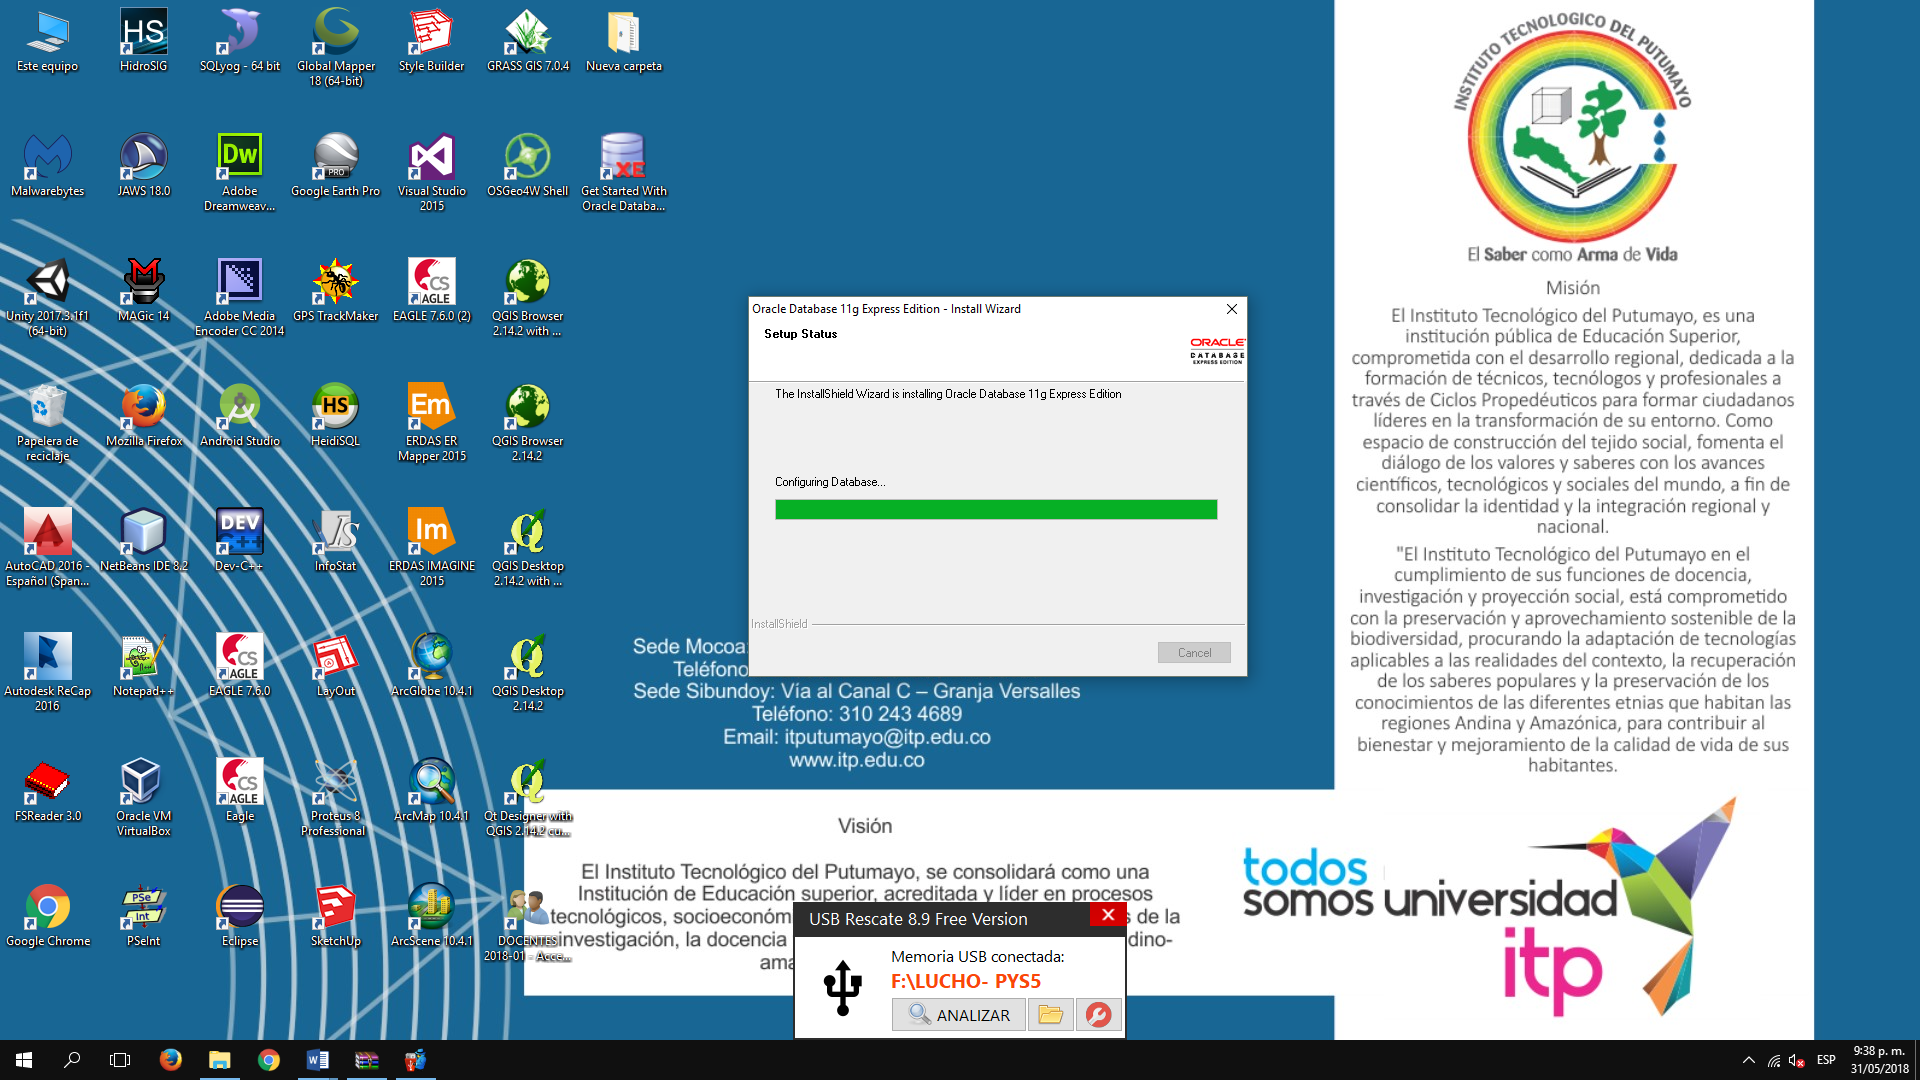 Este equipo
HidroSIG
SQLyog - 64 bit
Global Mapper
18 (64-bit)
Style Builder
GRASS GIS 7.0.4
Nueva carpeta
Malwarebytes
JAWS 18.0
Adobe
Dreamweav...
Google Earth Pro
Visual Studio
2015
OSGeo4W Shell
Get Started With
Oracle Databa...
Unity 2017.3.1f1
(64-bit)
MAGic 14
Adobe Media
Encoder CC 2014
GPS TrackMaker
EAGLE 7.6.0 (2)
QGIS Browser
2.14.2 with ...
Papelera de
reciclaje
Mozilla Firefox
Android Studio
HeidiSQL
ERDAS ER
Mapper 2015
QGIS Browser
2.14.2
AutoCAD 2016 -
Español (Span...
NetBeans IDE 8.2
Dev-C++
InfoStat
ERDAS IMAGINE
2015
QGIS Desktop
2.14.2 with ...
Autodesk ReCap
2016
Notepad++
EAGLE 7.6.0
LayOut
ArcGlobe 10.4.1
QGIS Desktop
2.14.2
FSReader 3.0
Oracle VM
VirtualBox
Eagle
Proteus 8
Professional
ArcMap 10.4.1
Qt Designer with
QGIS 2.14.2 cu...
Google Chrome
PSeInt
Eclipse
SketchUp
ArcScene 10.4.1
DOCENTES
2018-01 - Acce...
Oracle Database 11g Express Edition - Install Wizard
Setup Status
ORACLE
DATABASE
EXPRESS EDITION
The InstallShield Wizard is installing Oracle Database 11g Express Edition
Configuring Database...
InstallShield
Cancel
Sede Mocoa:
Teléfono
Sede Sibundoy: Vía al Canal C – Granja Versalles
Teléfono: 310 243 4689
Email: itputumayo@itp.edu.co
www.itp.edu.co
Visión
El Instituto Tecnológico del Putumayo, se consolidará como una
Institución de Educación superior, acreditada y líder en procesos
tecnológicos, socioeconóm s de la
investigación, la docencia dino-
ama
USB Rescate 8.9 Free Version
Memoria USB conectada:
F:\LUCHO- PYS5
ANALIZAR
INSTITUTO TECNOLOGICO DEL PUTUMAYO
El Saber como Arma de Vida
Misión
El Instituto Tecnológico del Putumayo, es una
institución pública de Educación Superior,
comprometida con el desarrollo regional, dedicada a la
formación de técnicos, tecnólogos y profesionales a
través de Ciclos Propedéuticos para formar ciudadanos
líderes en la transformación de su entorno. Como
espacio de construcción del tejido social, fomenta el
diálogo de los valores y saberes con los avances
científicos, tecnológicos y sociales del mundo, a fin de
consolidar la identidad y la integración regional y
nacional.
"El Instituto Tecnológico del Putumayo en el
cumplimiento de sus funciones de docencia,
investigación y proyección social, está comprometido
con la preservación y aprovechamiento sostenible de la
biodiversidad, procurando la adaptación de tecnologías
aplicables a las realidades del contexto, la recuperación
de los saberes populares y la preservación de los
conocimientos de las diferentes etnias que habitan las
regiones Andina y Amazónica, para contribuir al
bienestar y mejoramiento de la calidad de vida de sus
habitantes.
todos
somos universidad
itp
ESP
9:38 p. m.
31/05/2018